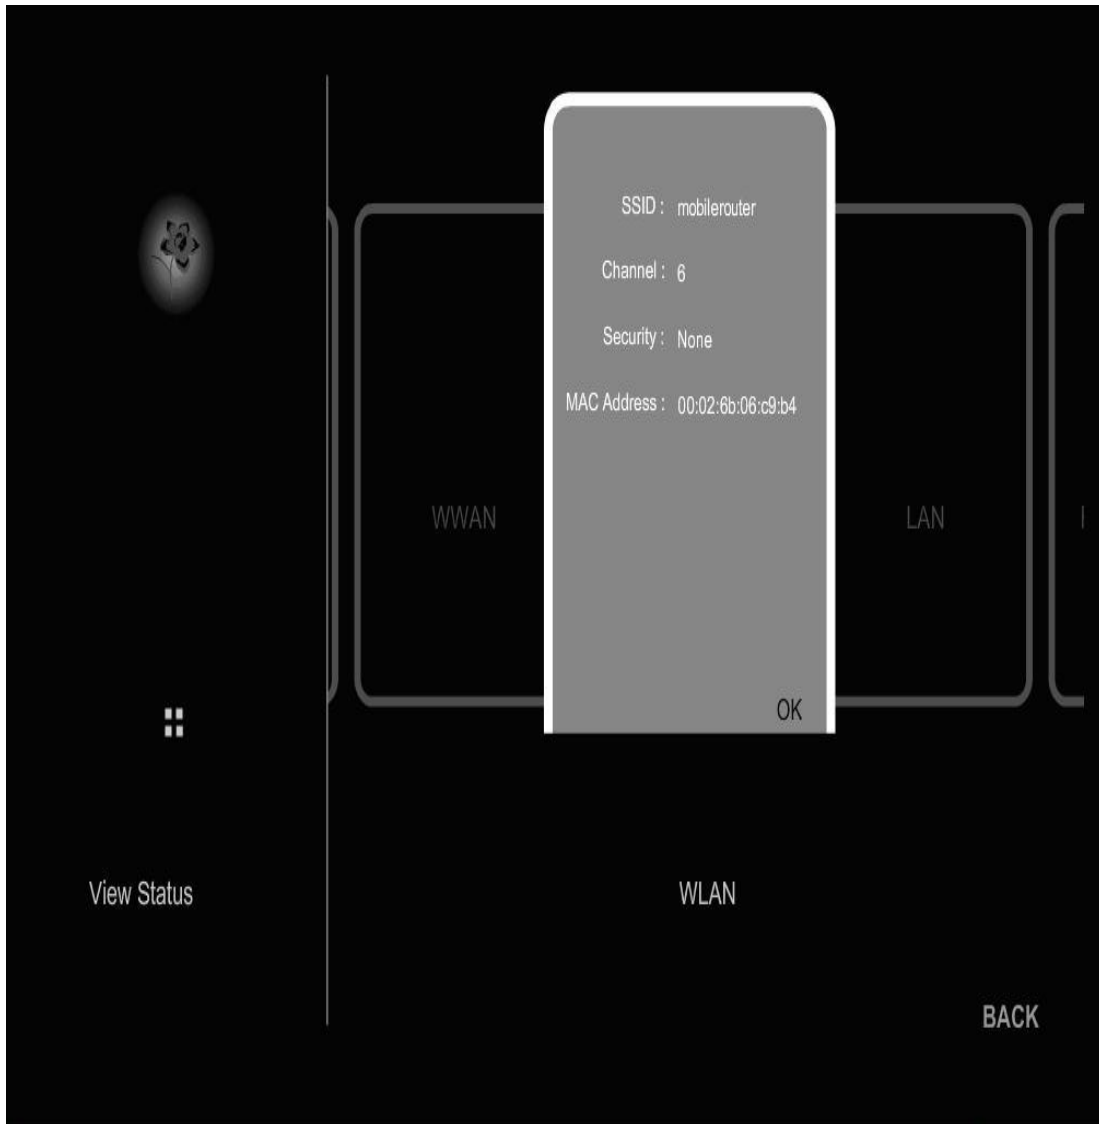 SSID : mobilerouter
Channel : 6
Security : None
MAC Address : 00:02:6b:06:c9:b4
WWAN
LAN
OK
View Status
WLAN
BACK